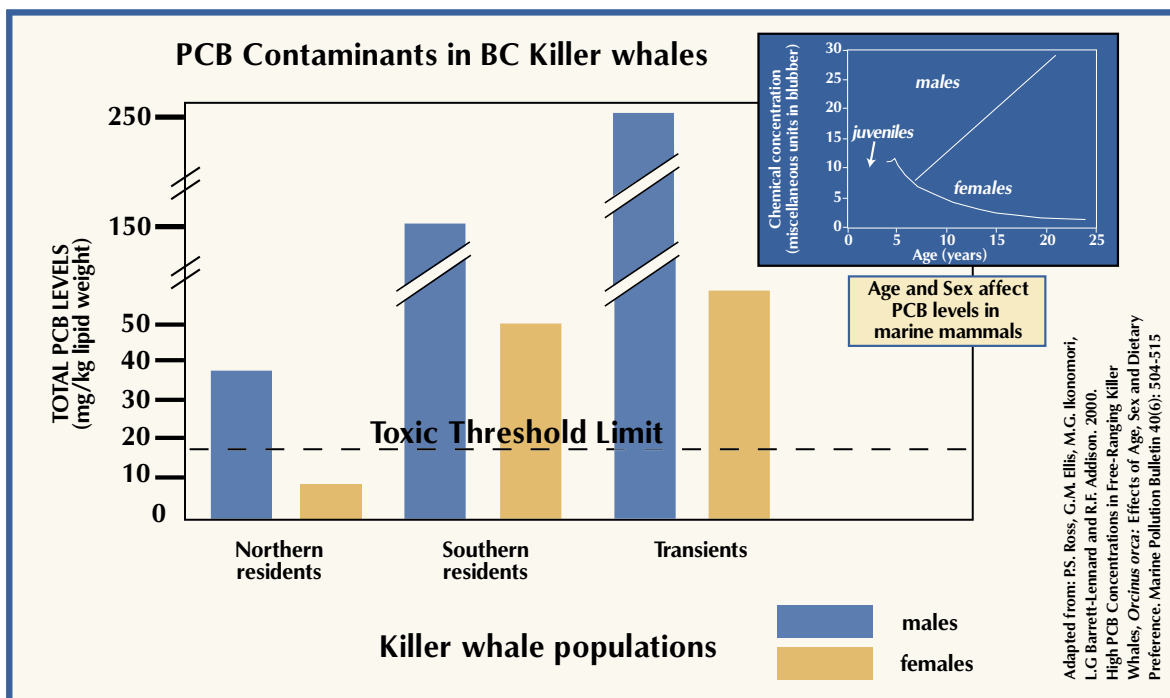 PCB Contaminants in BC Killer whales
TOTAL PCB LEVELS
(mg/kg lipid weight)
250
150
50
40
30
20
10
0
Toxic Threshold Limit
Northern
residents
Southern
residents
Transients
Killer whale populations
males
females
Chemical concentration
(miscellaneous units in blubber)
30
25
20
15
10
5
0
males
juveniles
females
0
5
10
15
20
25
Age (years)
Age and Sex affect
PCB levels in
marine mammals
Adapted from: P.S. Ross, G.M. Ellis, M.G. Ikonomori,
L.G Barrett-Lennard and R.F. Addison. 2000.
High PCB Concentrations in Free-Ranging Killer
Whales, Orcinus orca: Effects of Age, Sex and Dietary
Preference. Marine Pollution Bulletin 40(6): 504-515